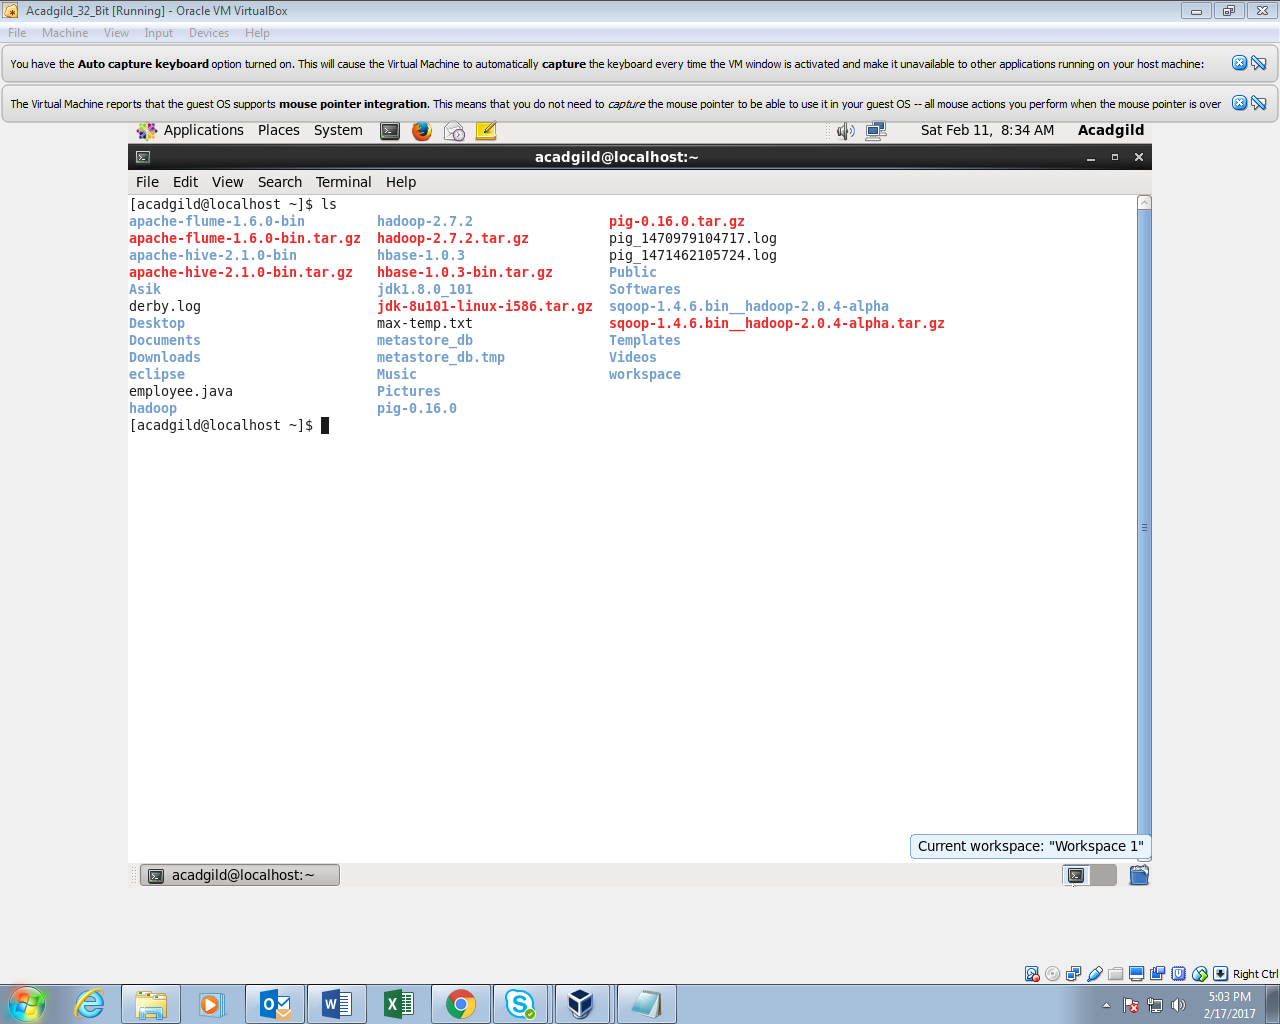 Acadgild_32_Bit [Running] - Oracle VM VirtualBox
File Machine View Input Devices Help
You have the Auto capture keyboard option turned on. This will cause the Virtual Machine to automatically capture the keyboard every time the VM window is activated and make it unavailable to other applications running on your host machine:
The Virtual Machine reports that the guest OS supports mouse pointer integration. This means that you do not need to capture the mouse pointer to be able to use it in your guest OS -- all mouse actions you perform when the mouse pointer is over
Applications Places System Sat Feb 11, 8:34 AM Acadgild
acadgild@localhost:~
File Edit View Search Terminal Help
[acadgild@localhost ~]$ ls
apache-flume-1.6.0-bin hadoop-2.7.2 pig-0.16.0.tar.gz
apache-flume-1.6.0-bin.tar.gz hadoop-2.7.2.tar.gz pig_1470979104717.log
apache-hive-2.1.0-bin hbase-1.0.3 pig_1471462105724.log
apache-hive-2.1.0-bin.tar.gz hbase-1.0.3-bin.tar.gz Public
Asik jdk1.8.0_101 Softwares
derby.log jdk-8u101-linux-i586.tar.gz sqoop-1.4.6.bin__hadoop-2.0.4-alpha
Desktop max-temp.txt sqoop-1.4.6.bin__hadoop-2.0.4-alpha.tar.gz
Documents metastore_db Templates
Downloads metastore_db.tmp Videos
eclipse Music workspace
employee.java Pictures
hadoop pig-0.16.0
[acadgild@localhost ~]$
Current workspace: "Workspace 1"
acadgild@localhost:~
Right Ctrl
5:03 PM
2/17/2017